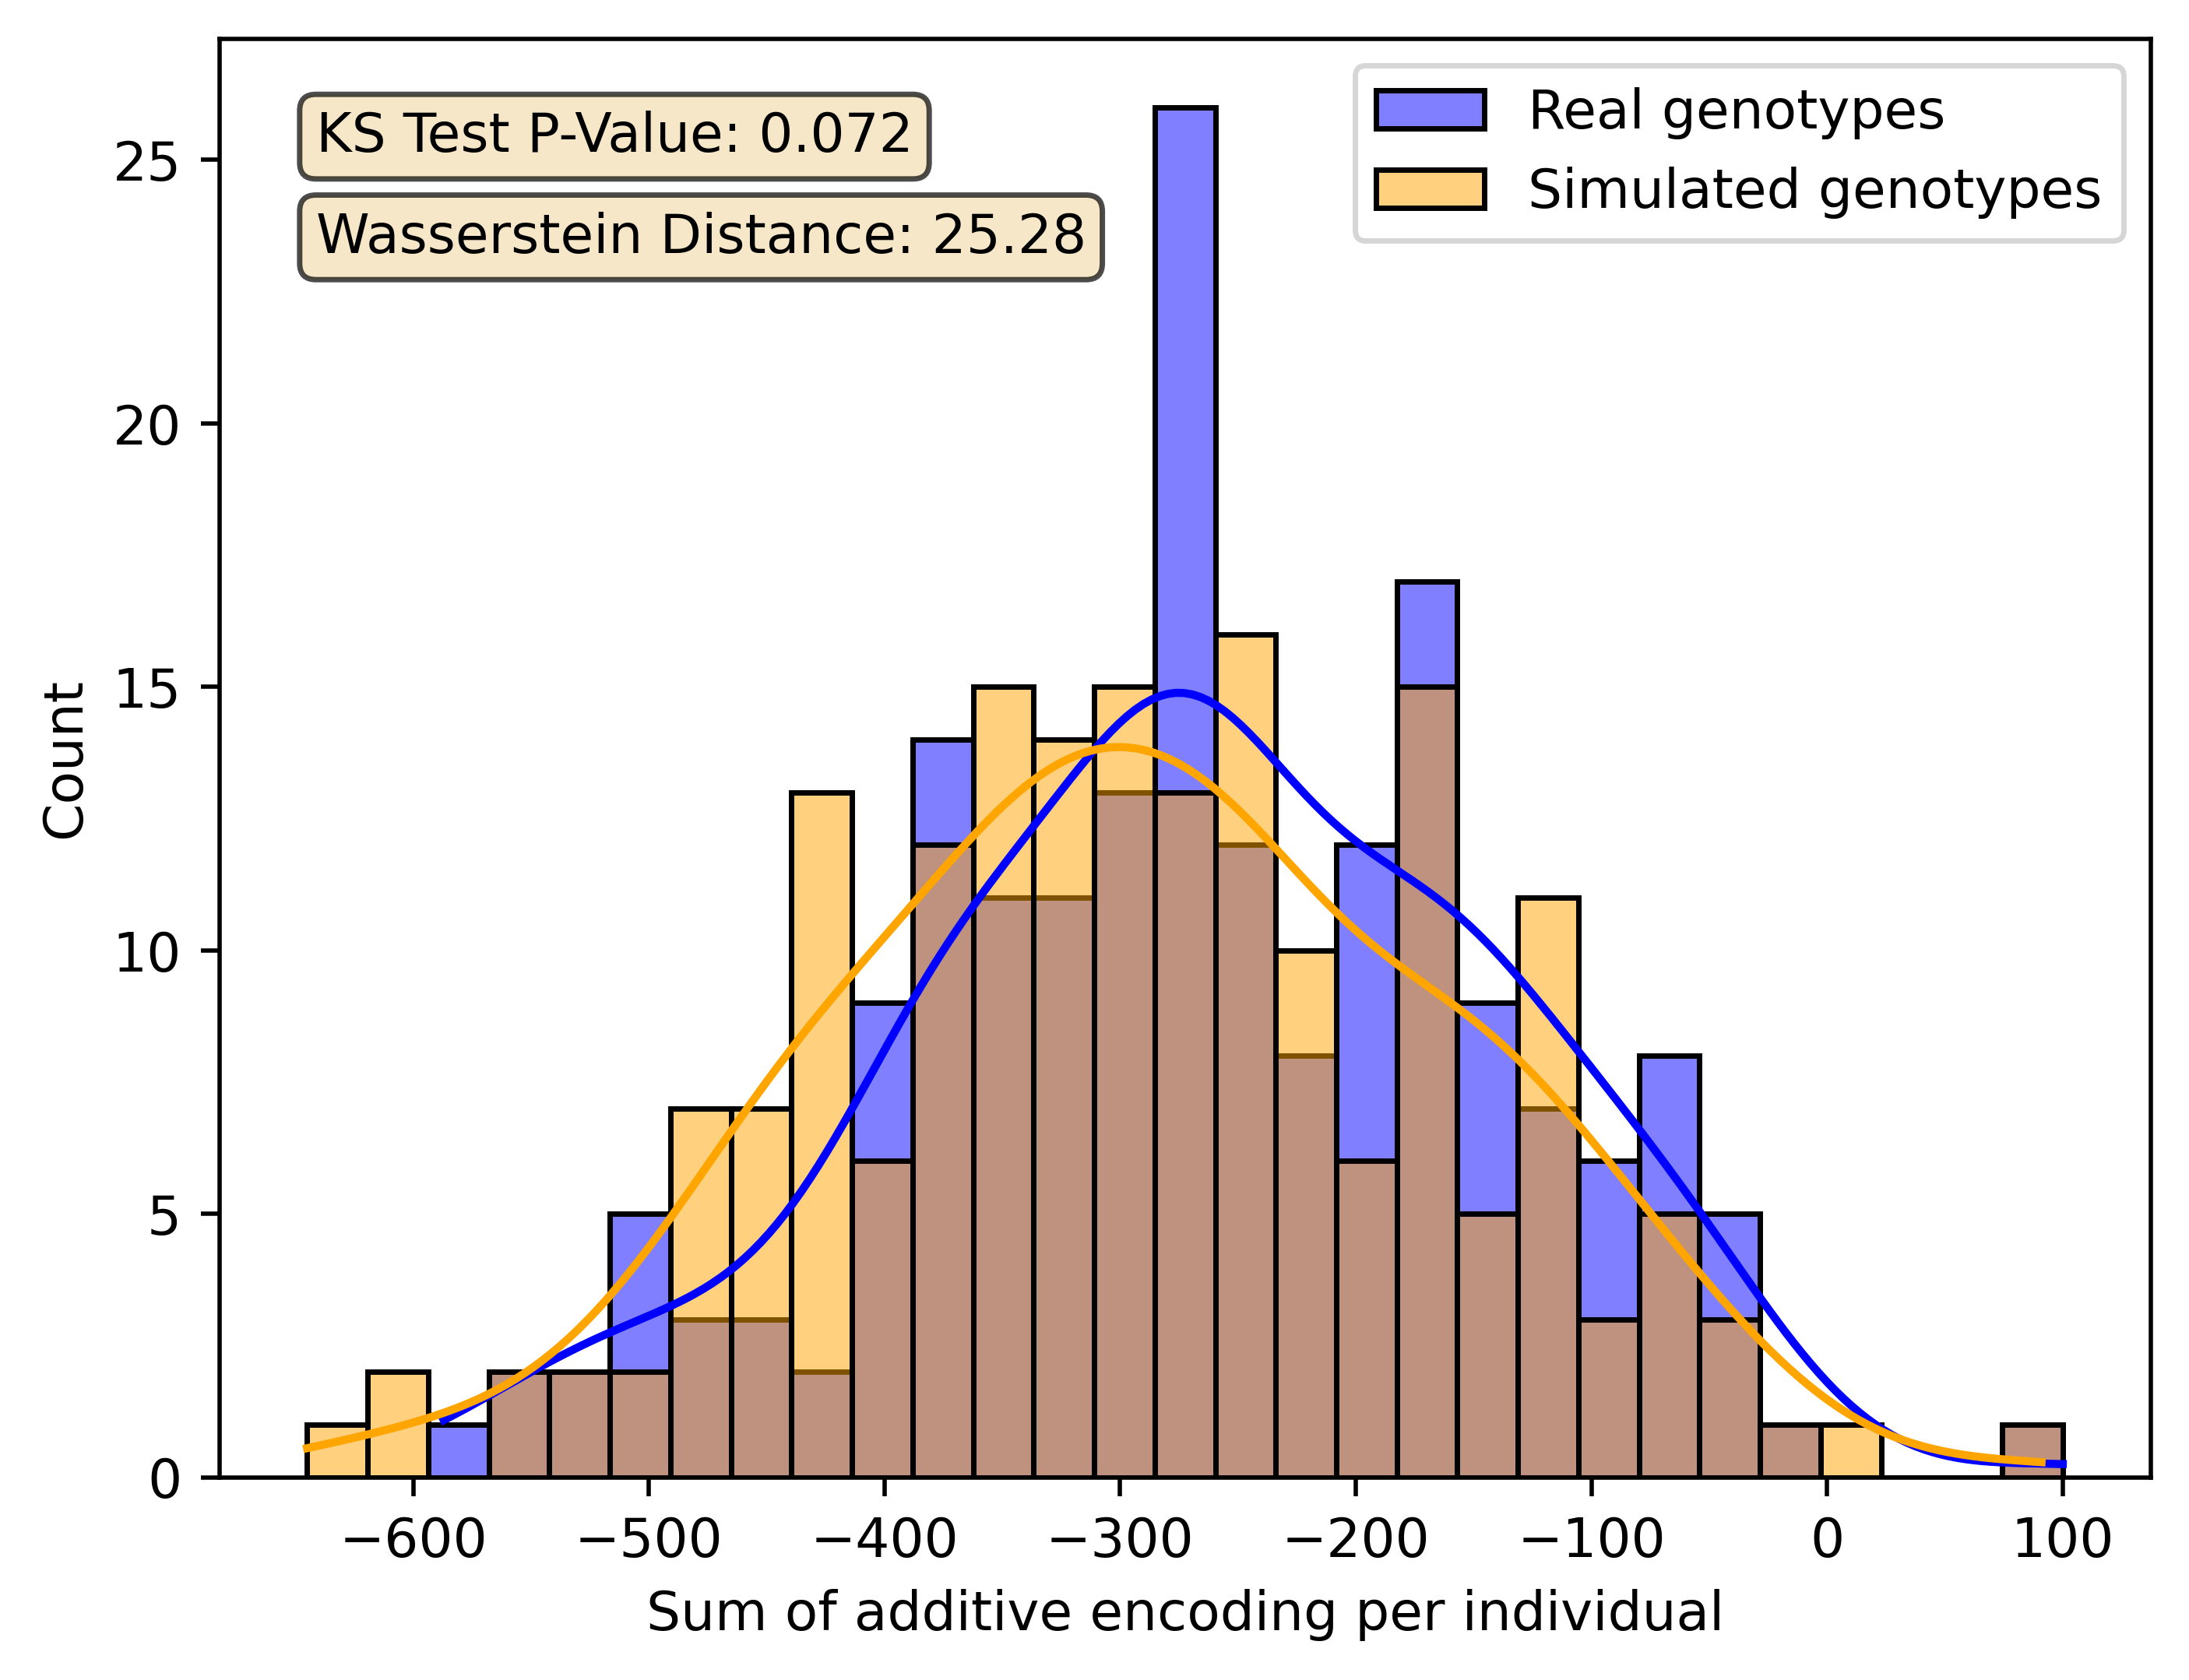 KS Test P-Value: 0.072
Wasserstein Distance: 25.28
Real genotypes
Simulated genotypes
Count
25
20
15
10
5
0
−600 −500 −400 −300 −200 −100 0 100
Sum of additive encoding per individual